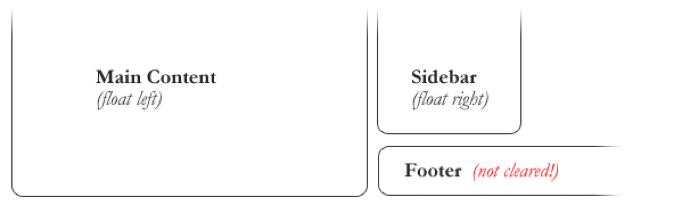 Main Content
(float left)
Sidebar
(float right)
Footer (not cleared!)